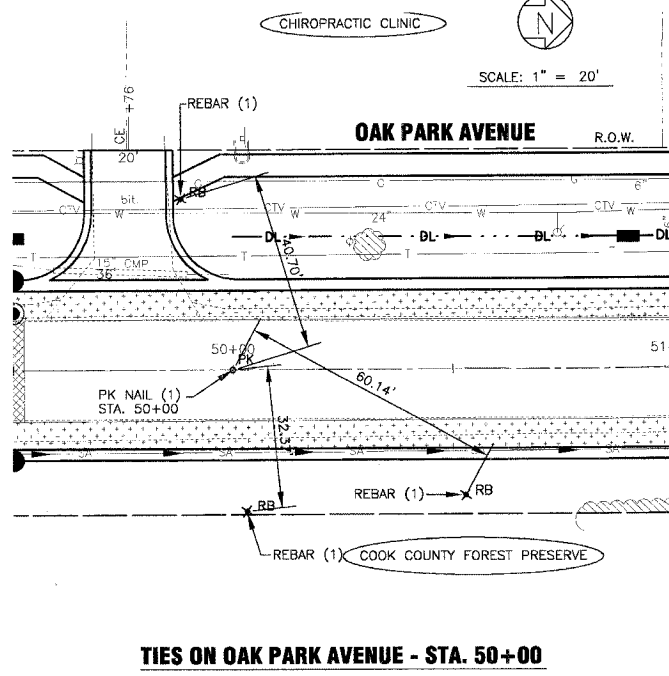 CHIROPRACTIC CLINIC
N
SCALE: 1" = 20'
CE +76
REBAR (1)
OAK PARK AVENUE
R.O.W.
20'
RB
bit.
G
G
6"
CTV
W
W
CTV
W
CTV
24"
DL
DL
DL
DL
40.70'
T
T
T
15" CMP
36'
50+00
PK
51
PK NAIL (1)
STA. 50+00
60.14'
SA
SA
SA
SA
SA
REBAR (1)
RB
RB
REBAR (1)
COOK COUNTY FOREST PRESERVE
TIES ON OAK PARK AVENUE - STA. 50+00